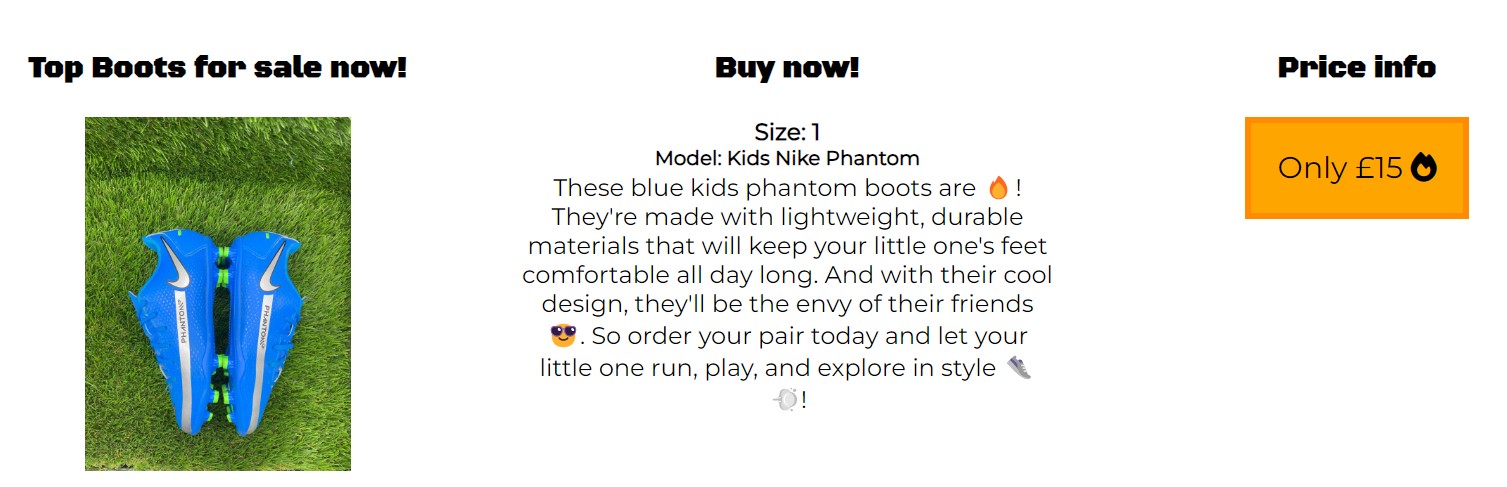 Top Boots for sale now!
Buy now!
Price info
PHANTOM
PHANTOM
Size: 1
Model: Kids Nike Phantom
These blue kids phantom boots are 🔥!
They're made with lightweight, durable
materials that will keep your little one's feet
comfortable all day long. And with their cool
design, they'll be the envy of their friends
😎. So order your pair today and let your
little one run, play, and explore in style 👟
💨!
Only £15 🔥